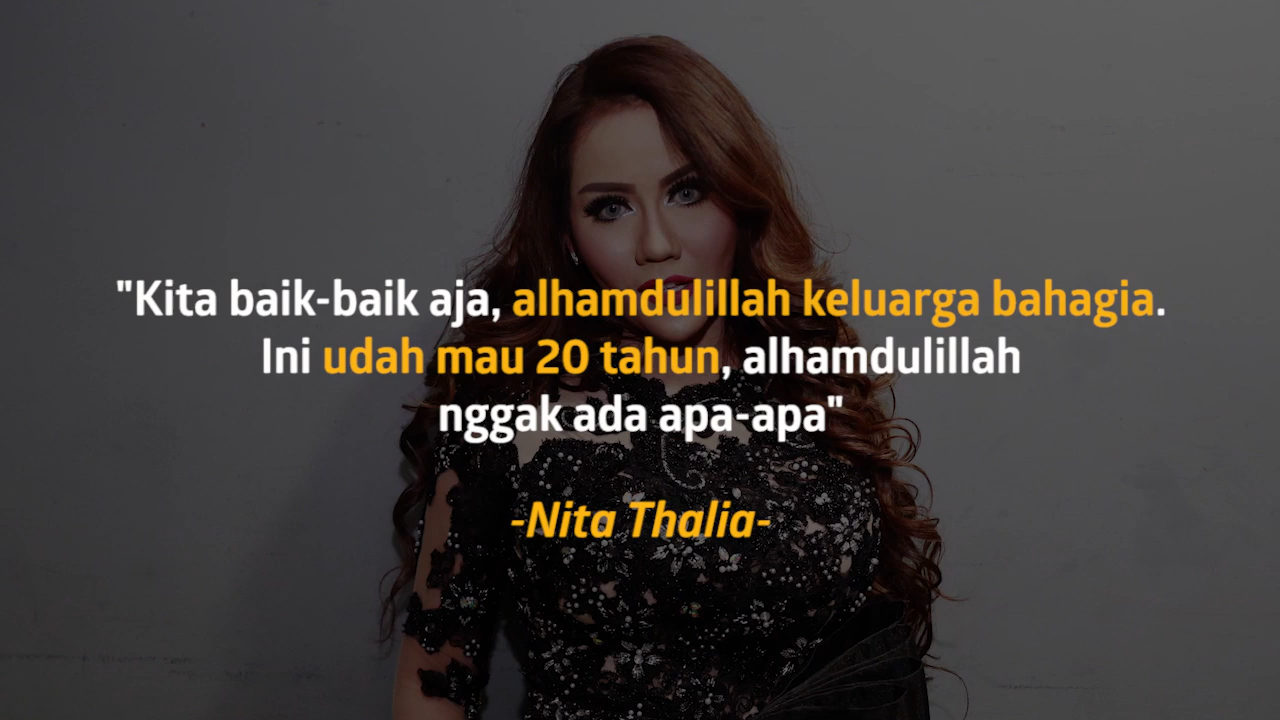 "Kita baik-baik aja, alhamdulillah keluarga bahagia.
Ini udah mau 20 tahun, alhamdulillah
nggak ada apa-apa"
-Nita Thalia-